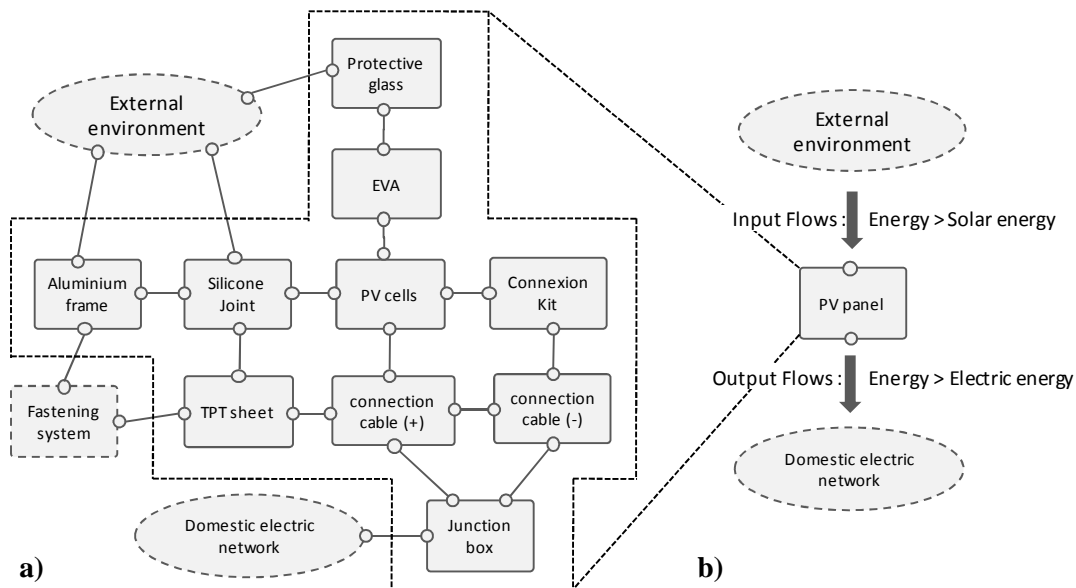 Protective
glass
External
environment
EVA
Aluminium
frame
Silicone
Joint
PV cells
Connexion
Kit
Fastening
system
TPT sheet
connection
cable (+)
connection
cable (-)
Domestic electric
network
Junction
box
a)
External
environment
Input Flows : Energy > Solar energy
PV panel
Output Flows : Energy > Electric energy
Domestic electric
network
b)